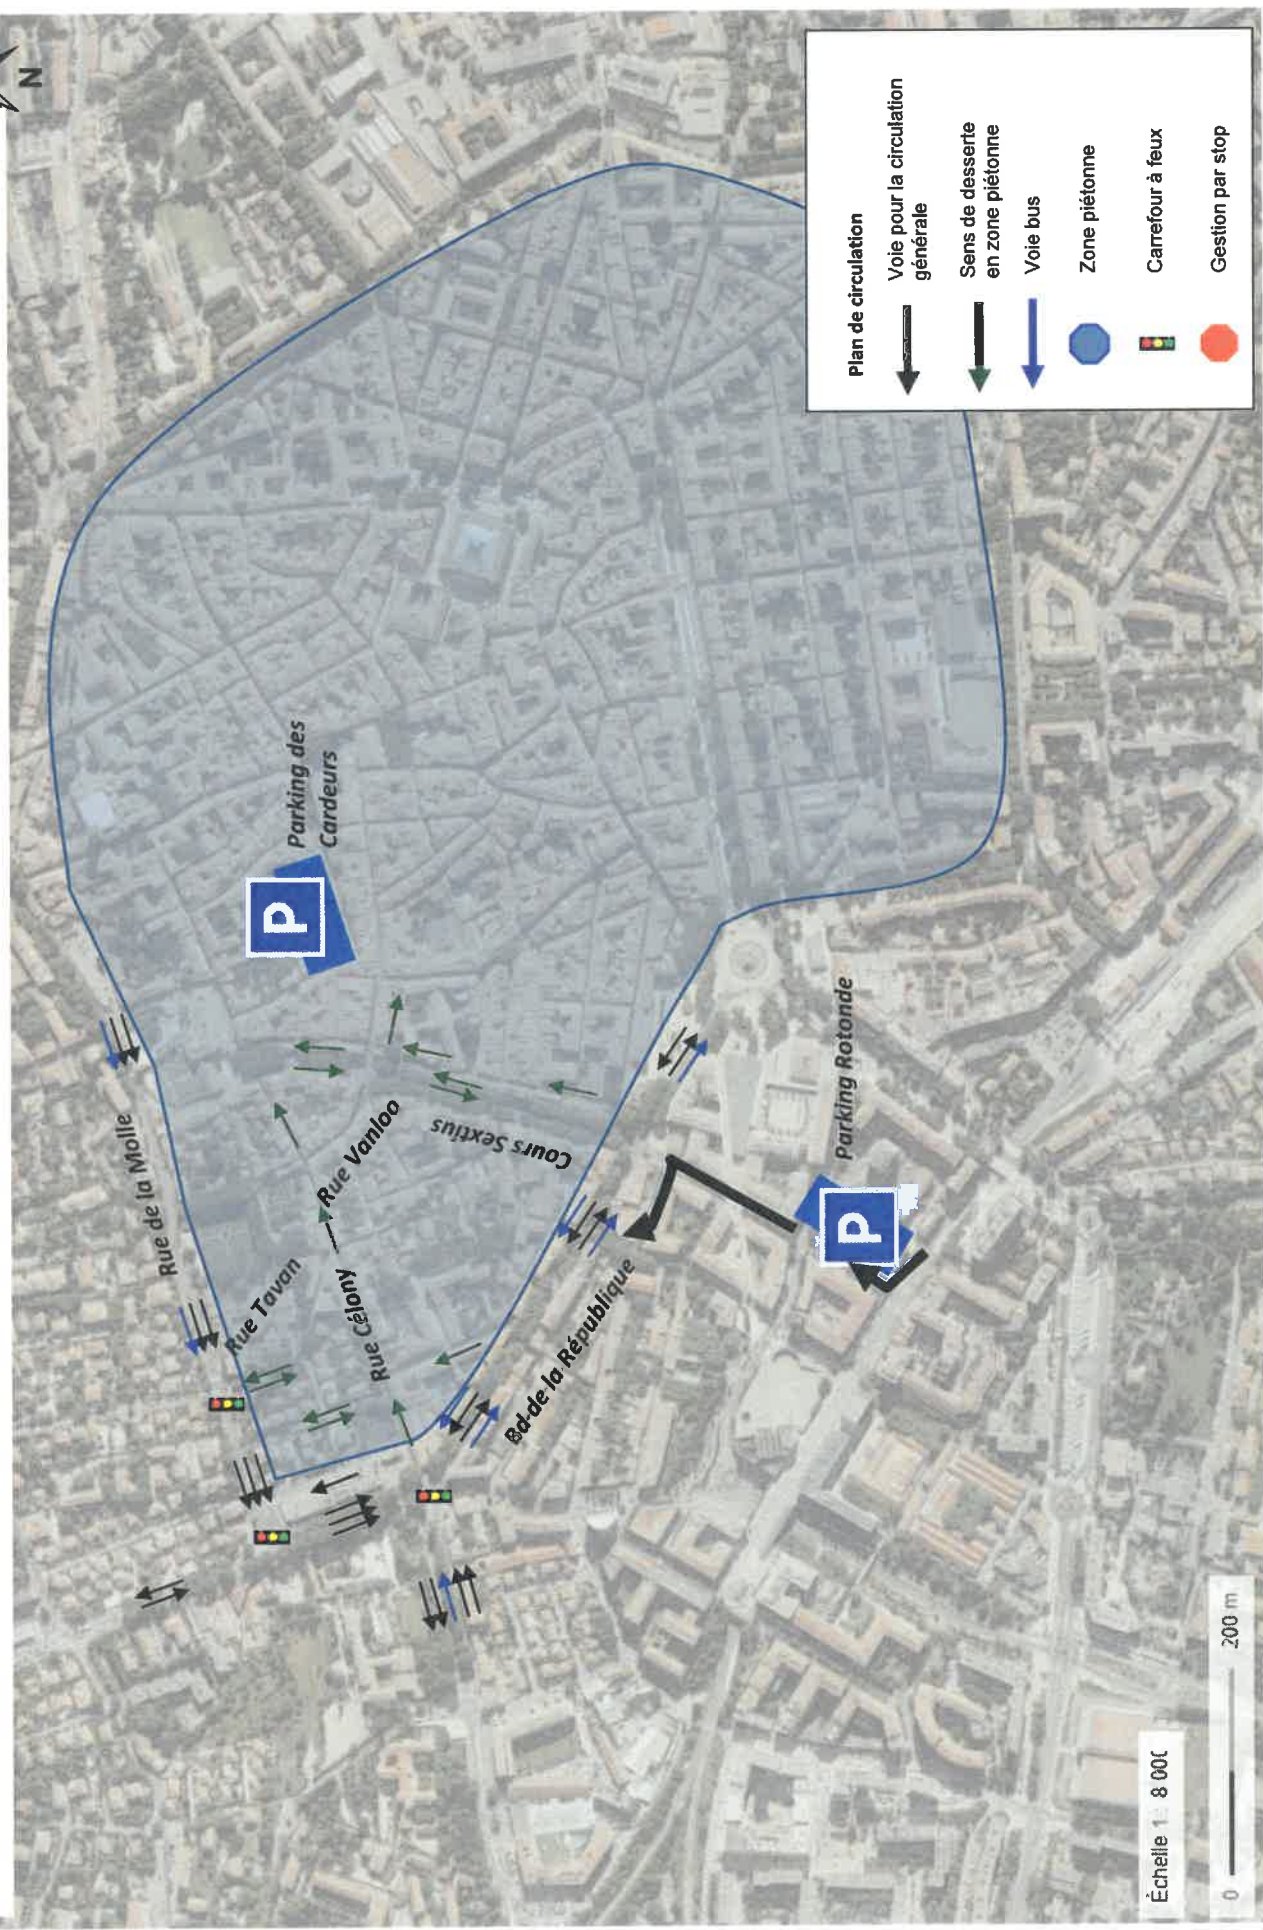 N
Rue de la Molle
Rue Tavan
Rue Célony
Rue Vanloo
Cours Sextius
Bd-de-la-République
P
Parking des
Cardeurs
P
Parking Rotonde
Plan de circulation
Voie pour la circulation
générale
Sens de desserte
en zone piétonne
Voie bus
Zone piétonne
Carrefour à feux
Gestion par stop
Échelle 1 : 8 000
0 200 m